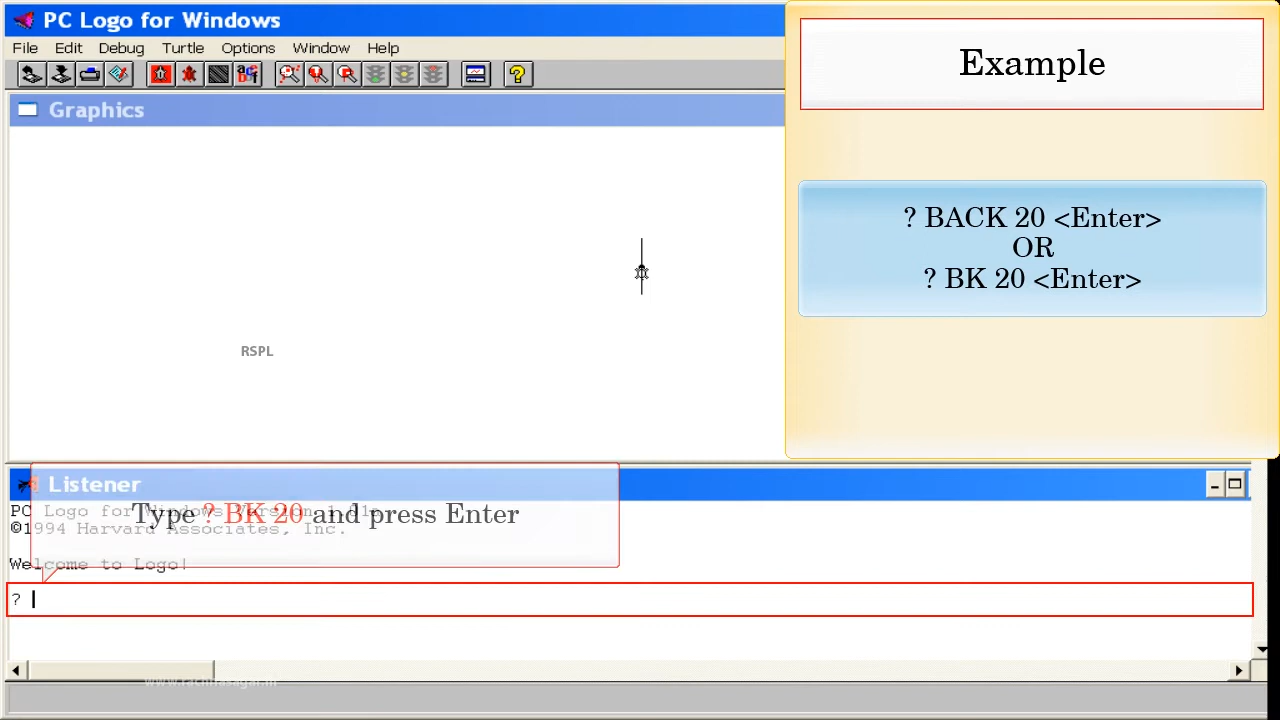 PC Logo for Windows
File Edit Debug Turtle Options Window Help
Graphics
Example
? BACK 20 <Enter>
OR
? BK 20 <Enter>
RSPL
Listener
Type ? BK 20 and press Enter
PC Logo for Windows Version
©1994 Harvard Associates, Inc.
Welcome to Logo!
?